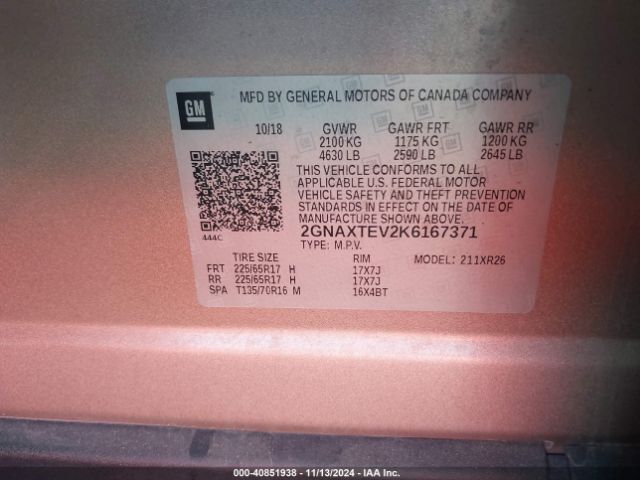 GM
MFD BY GENERAL MOTORS OF CANADA COMPANY
10/18 GVWR GAWR FRT GAWR RR
2100 KG 1175 KG 1200 KG
4630 LB 2590 LB 2645 LB
THIS VEHICLE CONFORMS TO ALL
APPLICABLE U.S. FEDERAL MOTOR
VEHICLE SAFETY AND THEFT PREVENTION
STANDARDS IN EFFECT ON THE DATE OF
MANUFACTURE SHOWN ABOVE.
444C 2GNAXTEV2K6167371
TYPE: M.P.V.
TIRE SIZE RIM MODEL: 211XR26
FRT 225/65R17 H 17X7J
RR 225/65R17 H 17X7J
SPA T135/70R16 M 16X4BT
000-40851938 - 11/13/2024 - IAA Inc.